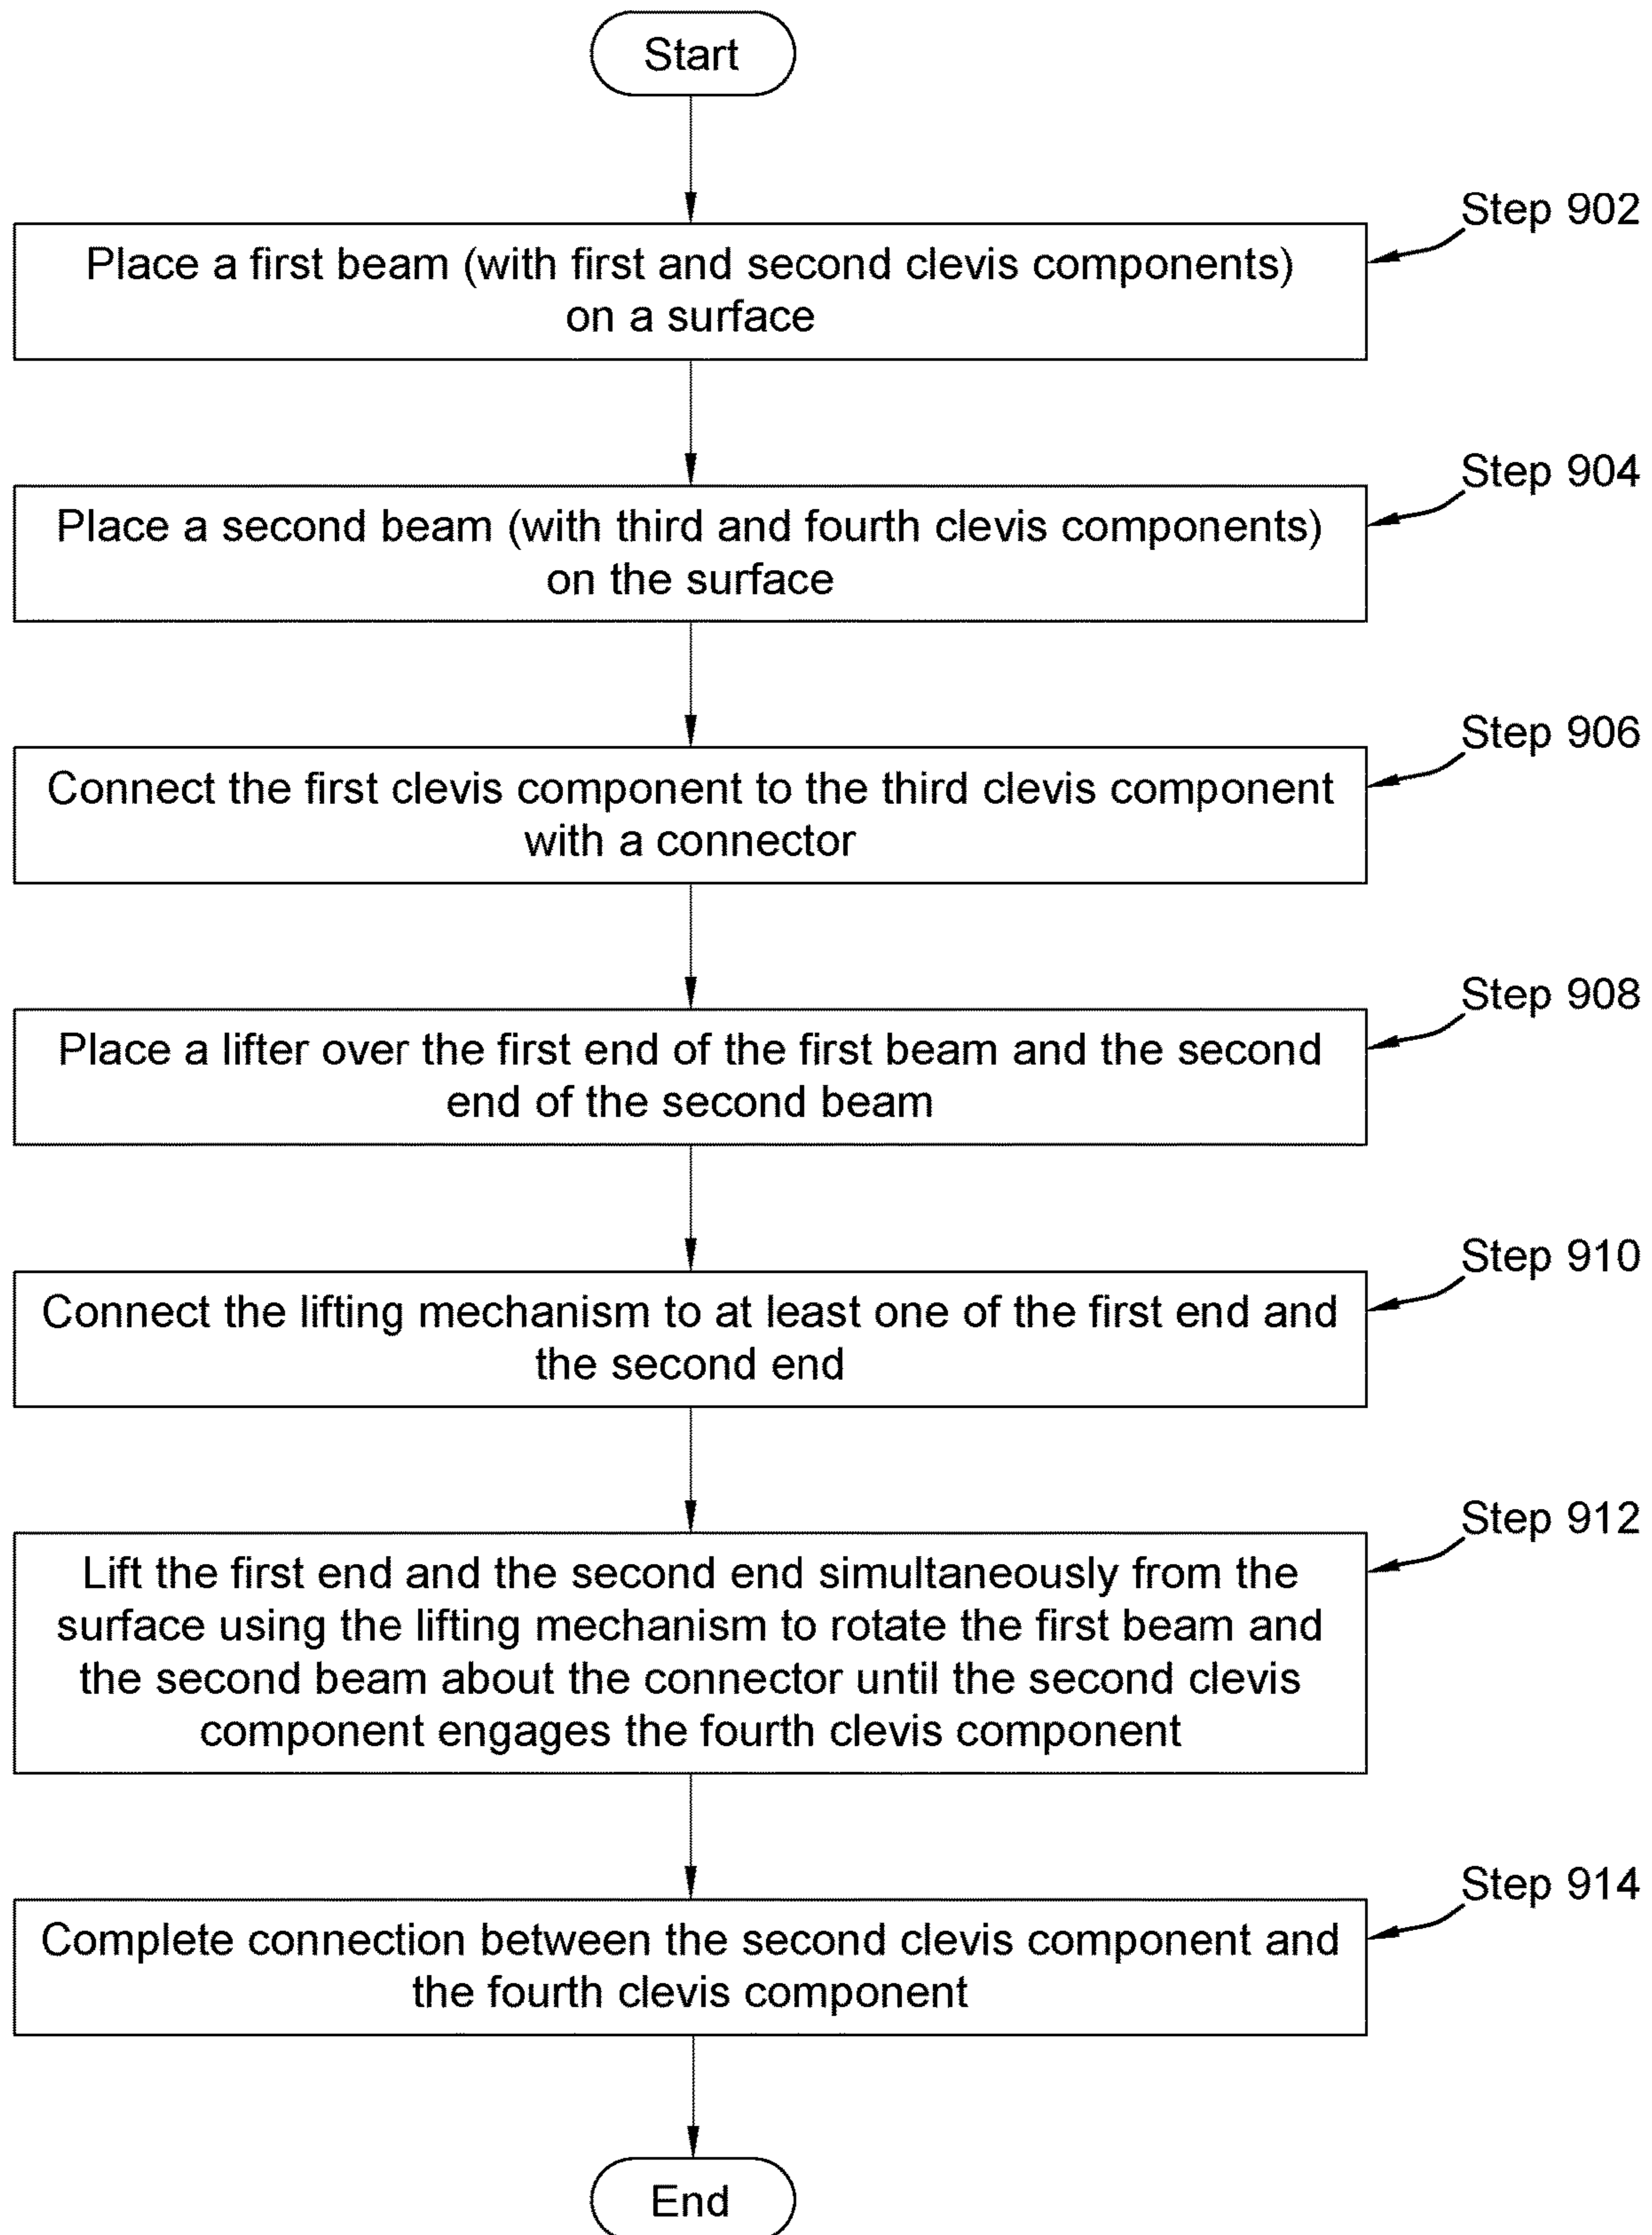 Start
Step 902
Place a first beam (with first and second clevis components)
on a surface
Step 904
Place a second beam (with third and fourth clevis components)
on the surface
Step 906
Connect the first clevis component to the third clevis component
with a connector
Step 908
Place a lifter over the first end of the first beam and the second
end of the second beam
Step 910
Connect the lifting mechanism to at least one of the first end and
the second end
Step 912
Lift the first end and the second end simultaneously from the
surface using the lifting mechanism to rotate the first beam and
the second beam about the connector until the second clevis
component engages the fourth clevis component
Step 914
Complete connection between the second clevis component and
the fourth clevis component
End